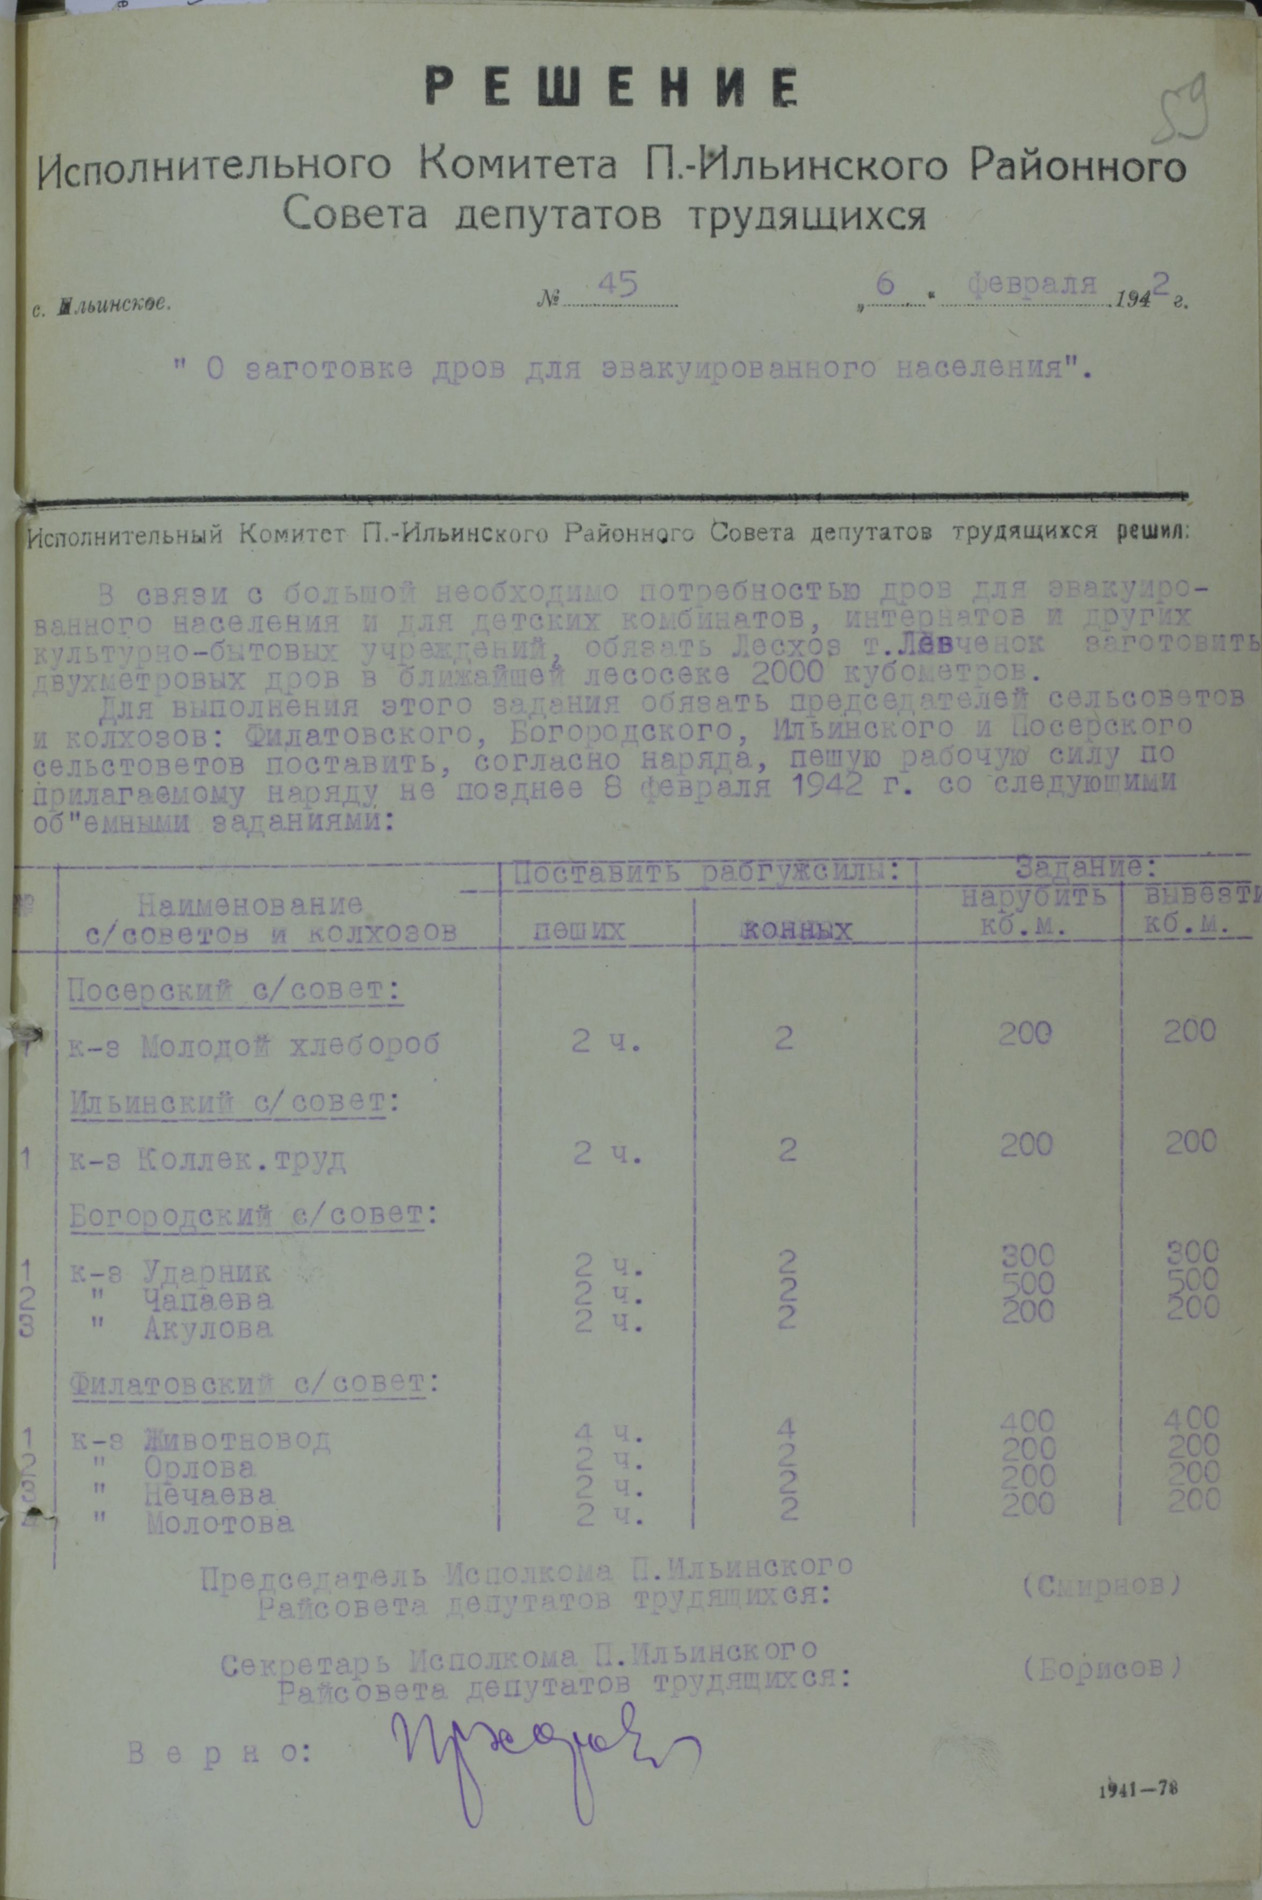 59
РЕШЕНИЕ
Исполнительного Комитета П.-Ильинского Районного
Совета депутатов трудящихся
с. Ильинское. № 45 „ 6 " февраля 1942 г.
" О заготовке дров для эвакуированного населения".
Исполнительный Комитет П.-Ильинского Районного Совета депутатов трудящихся решил:
В связи с большой необходимо потребностью дров для эвакуиро-
ванного населения и для детских комбинатов, интернатов и других
культурно-бытовых учреждений, обязать Лесхоз т.Левченок заготовить
двухметровых дров в ближайшей лесосеке 2000 кубометров.
Для выполнения этого задания обязать председателей сельсоветов
и колхозов: Филатовского, Богородского, Ильинского и Посерского
сельстоветов поставить, согласно наряда, пешую рабочую силу по
прилагаемому наряду не позднее 8 февраля 1942 г. со следующими
об"емными заданиями:
Поставить рабгужсилы: Задание:
№ Наименование нарубить вывезти
с/советов и колхозов пеших конных кб.м. кб.м.
Посерский с/совет:
1 к-з Молодой хлебороб 2 ч. 2 200 200
Ильинский с/совет:
1 к-з Коллек.труд 2 ч. 2 200 200
Богородский с/совет:
1 к-з Ударник 2 ч. 2 300 300
2 " Чапаева 2 ч. 2 500 500
3 " Акулова 2 ч. 2 200 200
Филатовский с/совет:
1 к-з Животновод 4 ч. 4 400 400
2 " Орлова 2 ч. 2 200 200
3 " Нечаева 2 ч. 2 200 200
4 " Молотова 2 ч. 2 200 200
Председатель Исполкома П.Ильинского
Райсовета депутатов трудящихся: (Смирнов)
Секретарь Исполкома П.Ильинского
Райсовета депутатов трудящихся: (Борисов)
Верно:
1941—78